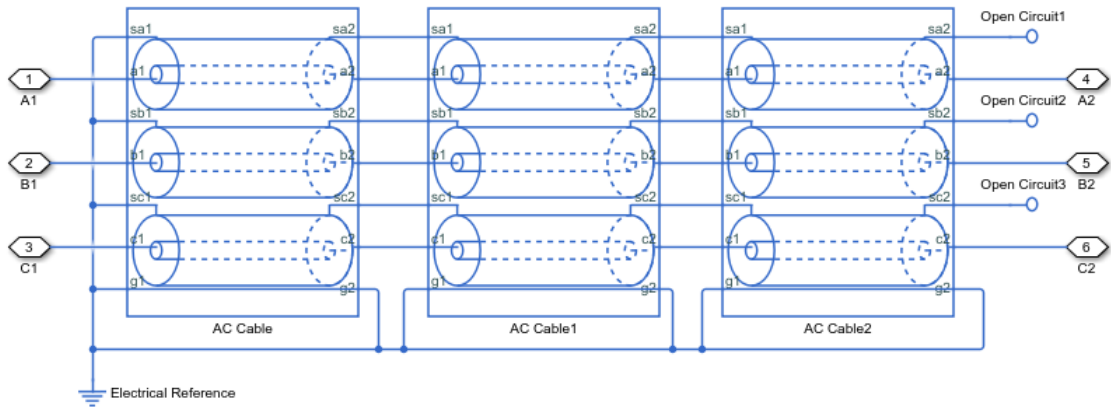 Open Circuit1
sa1 sa2 sa1 sa2 sa1 sa2
1 a1 a2 a1 a2 a1 a2 4
A1 A2
Open Circuit2
sb1 sb2 sb1 sb2 sb1 sb2
2 b1 b2 b1 b2 b1 b2 5
B1 B2
Open Circuit3
sc1 sc2 sc1 sc2 sc1 sc2
3 c1 c2 c1 c2 c1 c2 6
C1 C2
g1 g2 g1 g2 g1 g2
AC Cable AC Cable1 AC Cable2
Electrical Reference